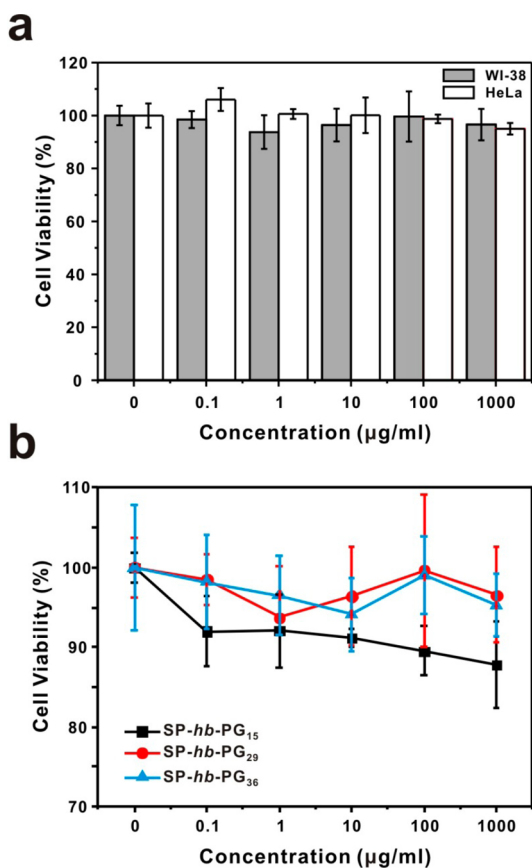 a
120
100
80
60
40
20
0
Cell Viability (%)
WI-38
HeLa
0 0.1 1 10 100 1000
Concentration (µg/ml)
b
110
100
90
80
70
Cell Viability (%)
SP-hb-PG15
SP-hb-PG29
SP-hb-PG36
0 0.1 1 10 100 1000
Concentration (µg/ml)